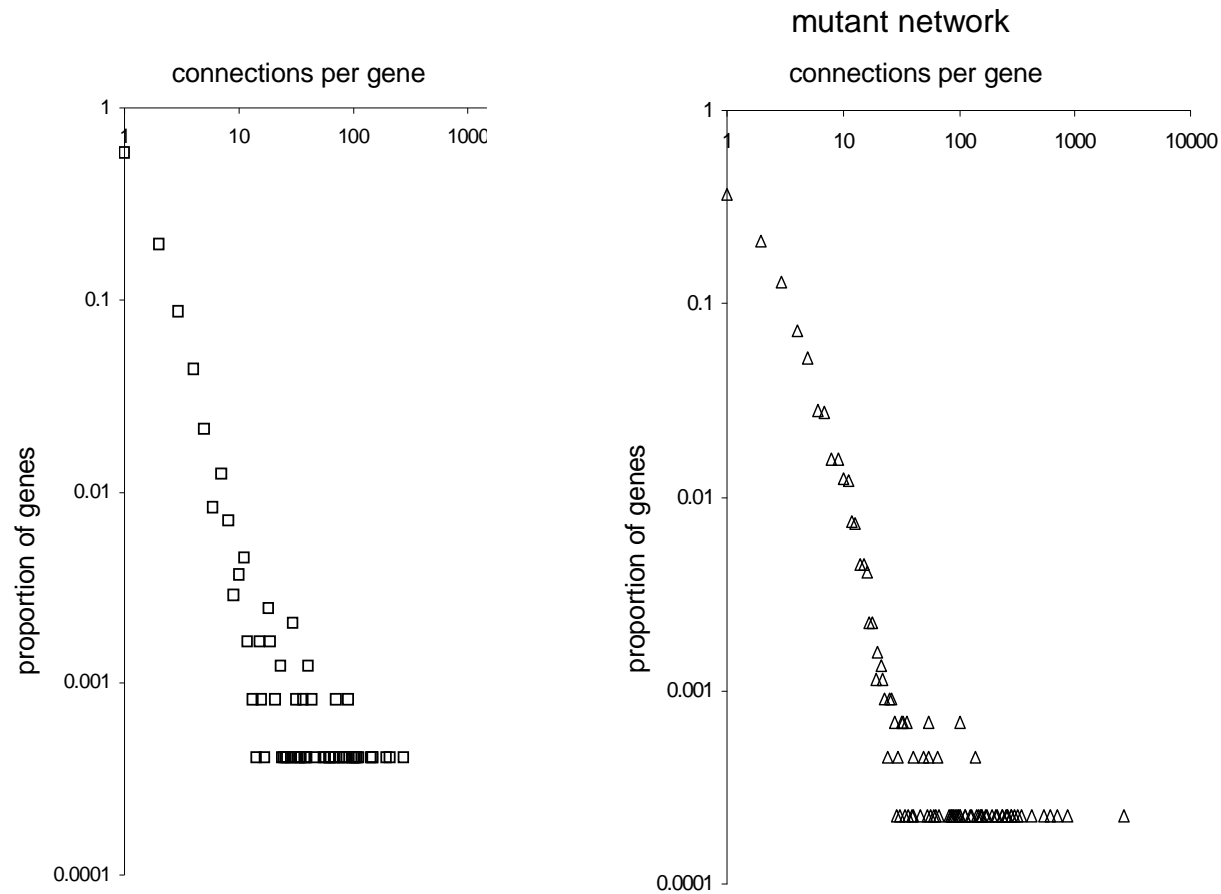 mutant network
connections per gene
1 10 100 1000
1
0.1
0.01
0.001
0.0001
proportion of genes
connections per gene
1 10 100 1000 10000
1
0.1
0.01
0.001
0.0001
proportion of genes